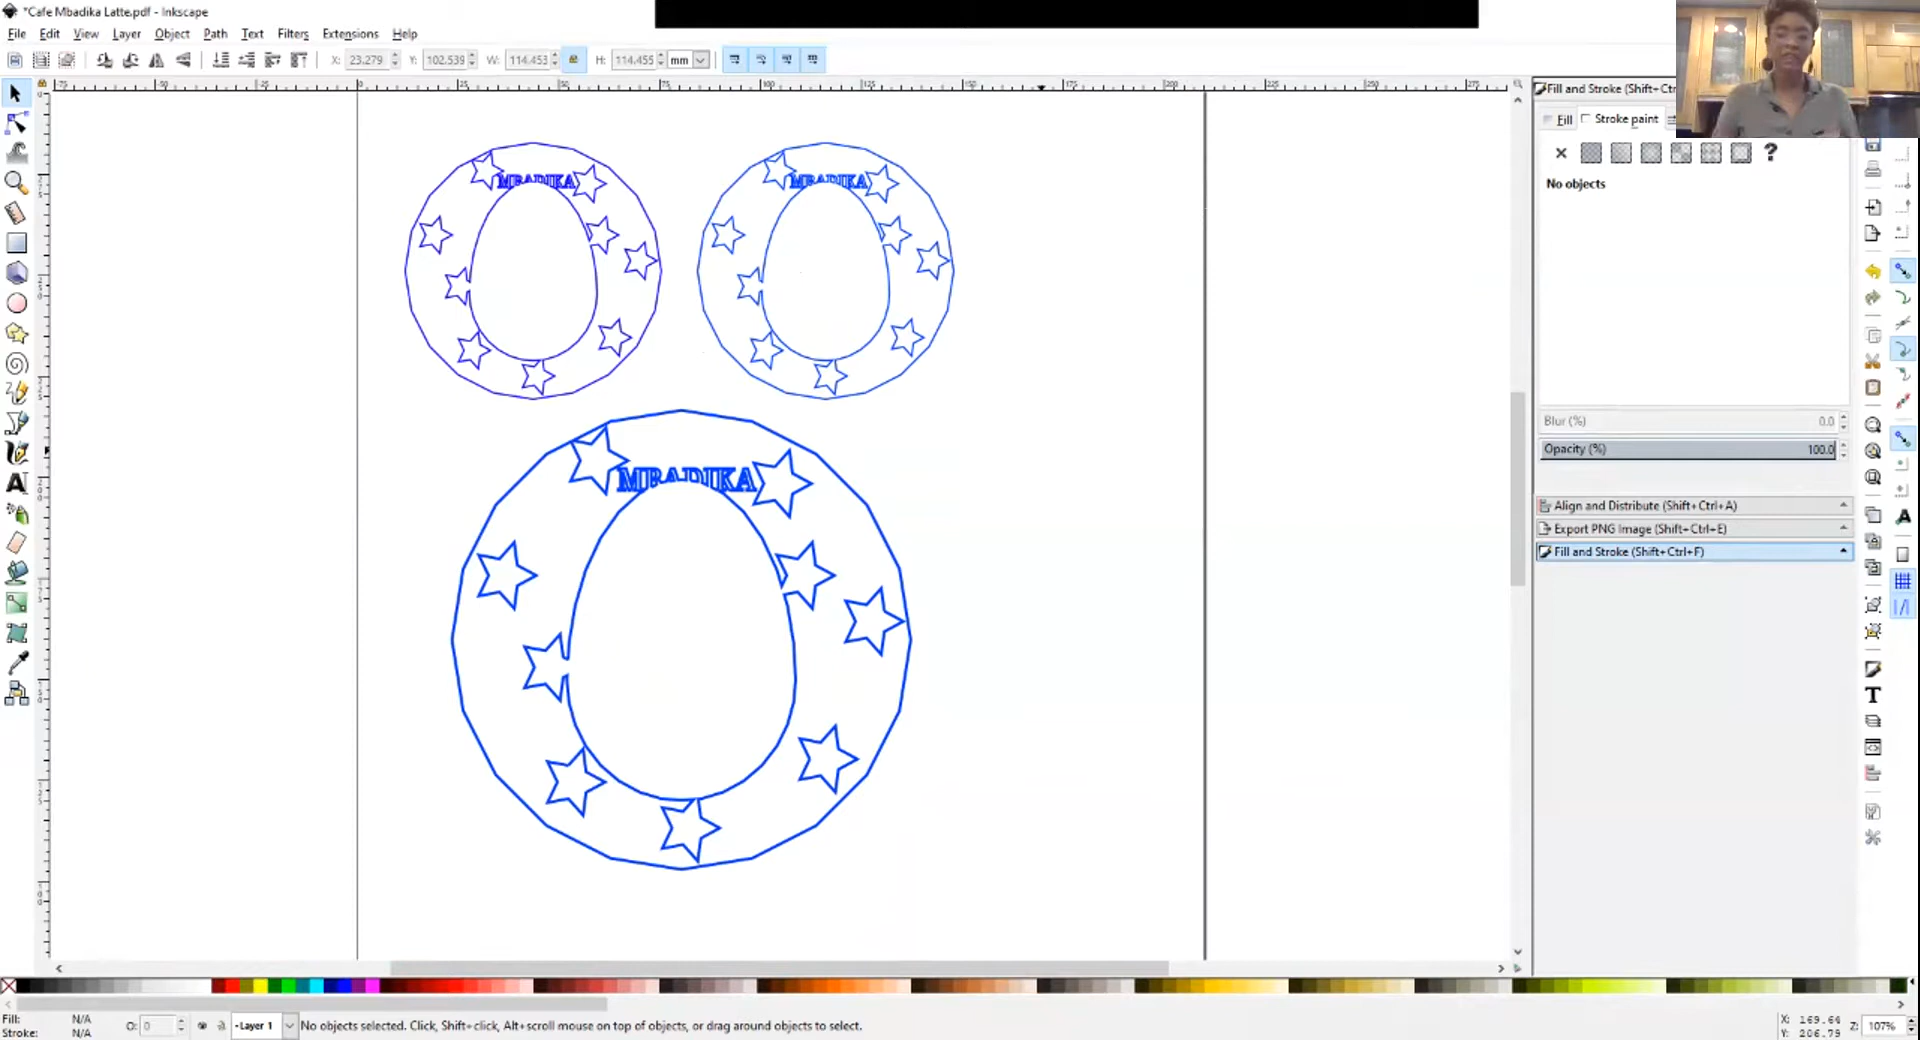 *Cafe Mbadika Latte.pdf - Inkscape
File Edit View Layer Object Path Text Filters Extensions Help
X: 23.279 Y: 102.539 W: 114.453 H: 114.455 mm
Fill and Stroke (Shift+Ctr
Fill Stroke paint
?
No objects
MBADIKA MBADIKA
MBADIKA
Blur (%) 0.0
Opacity (%) 100.0
Align and Distribute (Shift+Ctrl+A)
Export PNG Image (Shift+Ctrl+E)
Fill and Stroke (Shift+Ctrl+F)
Fill: N/A
Stroke: N/A
O: 0
-Layer 1
No objects selected. Click, Shift+click, Alt+scroll mouse on top of objects, or drag around objects to select.
X: 169.64
Y: 206.79
Z: 107%